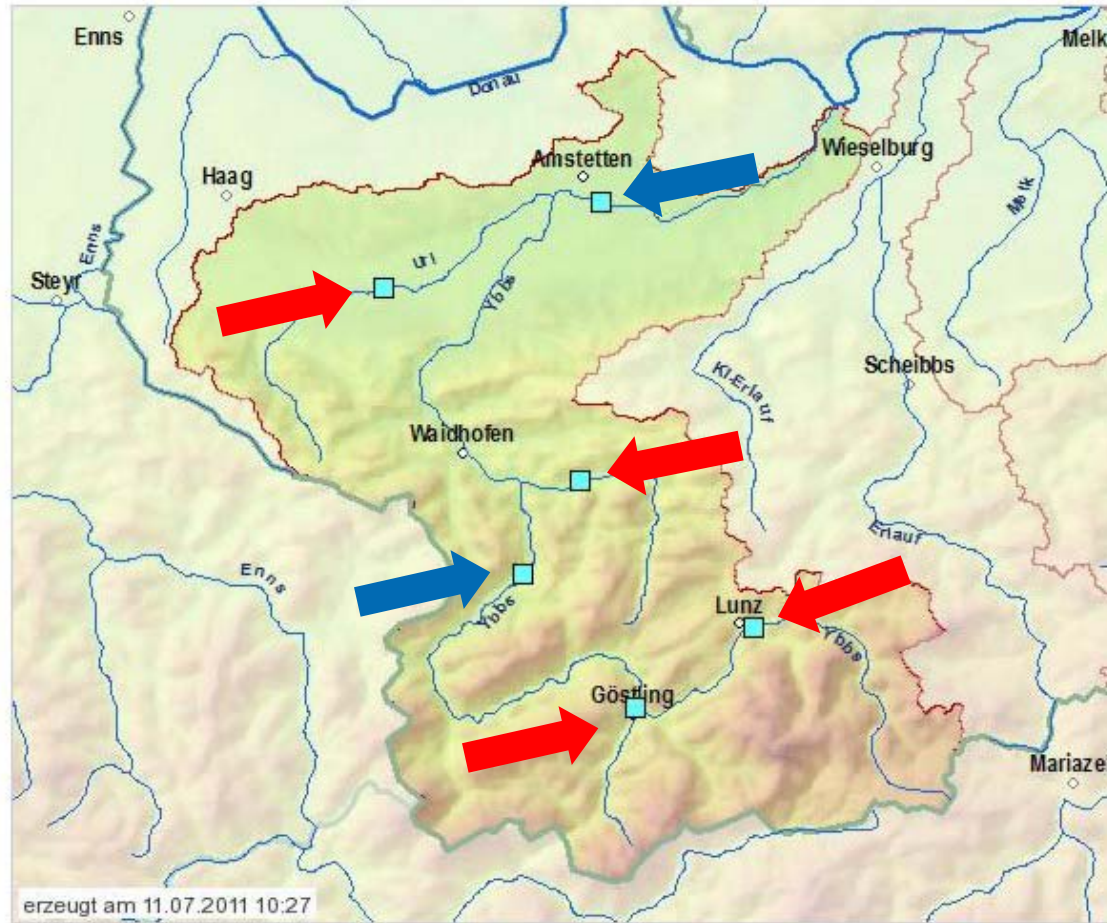 Enns
Melk
Donau
Wieselburg
Amstetten
Haag
Melk
Enns
Url
Steyr
Ybbs
Scheibbs
Kl-Erlauf
Waidhofen
Erlauf
Enns
Lunz
Ybbs
Ybbs
Göstling
Mariaze
erzeugt am 11.07.2011 10:27